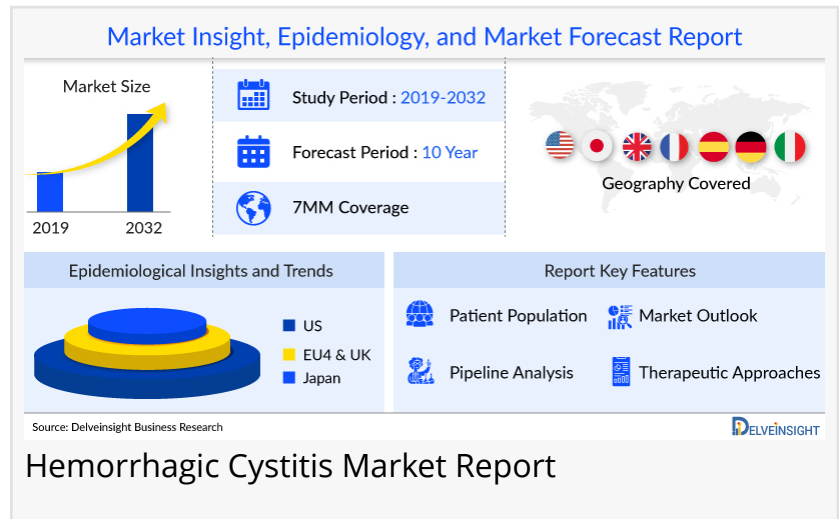 Market Insight, Epidemiology, and Market Forecast Report
Market Size
2019
2032
Study Period : 2019-2032
Forecast Period : 10 Year
7MM Coverage
Geography Covered
Epidemiological Insights and Trends
US
EU4 & UK
Japan
Report Key Features
Patient Population
Market Outlook
Pipeline Analysis
Therapeutic Approaches
Source: Delveinsight Business Research
DELVEINSIGHT
Hemorrhagic Cystitis Market Report